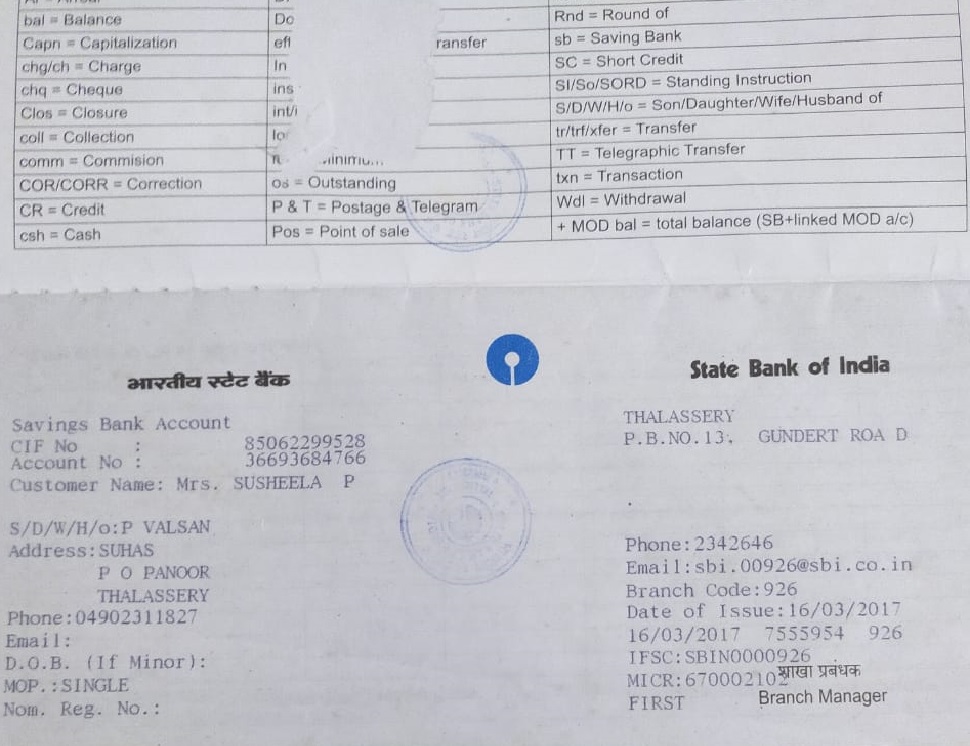 bal = Balance Do Rnd = Round of
Capn = Capitalization eft ransfer sb = Saving Bank
chg/ch = Charge In SC = Short Credit
chq = Cheque ins SI/So/SORD = Standing Instruction
Clos = Closure int/i S/D/W/H/o = Son/Daughter/Wife/Husband of
coll = Collection tr/trf/xfer = Transfer
comm = Commision TT = Telegraphic Transfer
COR/CORR = Correction os = Outstanding txn = Transaction
CR = Credit P & T = Postage & Telegram Wdl = Withdrawal
csh = Cash Pos = Point of sale + MOD bal = total balance (SB+linked MOD a/c)
भारतीय स्टेट बैंक
State Bank of India
Savings Bank Account
CIF No : 85062299528
Account No : 36693684766
Customer Name: Mrs. SUSHEELA P
S/D/W/H/o:P VALSAN
Address:SUHAS
P O PANOOR
THALASSERY
Phone:04902311827
Email:
D.O.B. (If Minor):
MOP.:SINGLE
Nom. Reg. No.:
THALASSERY
P.B.NO.13, GUNDERT ROA D
Phone:2342646
Email:sbi.00926@sbi.co.in
Branch Code:926
Date of Issue:16/03/2017
16/03/2017 7555954 926
IFSC:SBIN0000926
MICR:670002102 शाखा प्रबंधक
FIRST Branch Manager